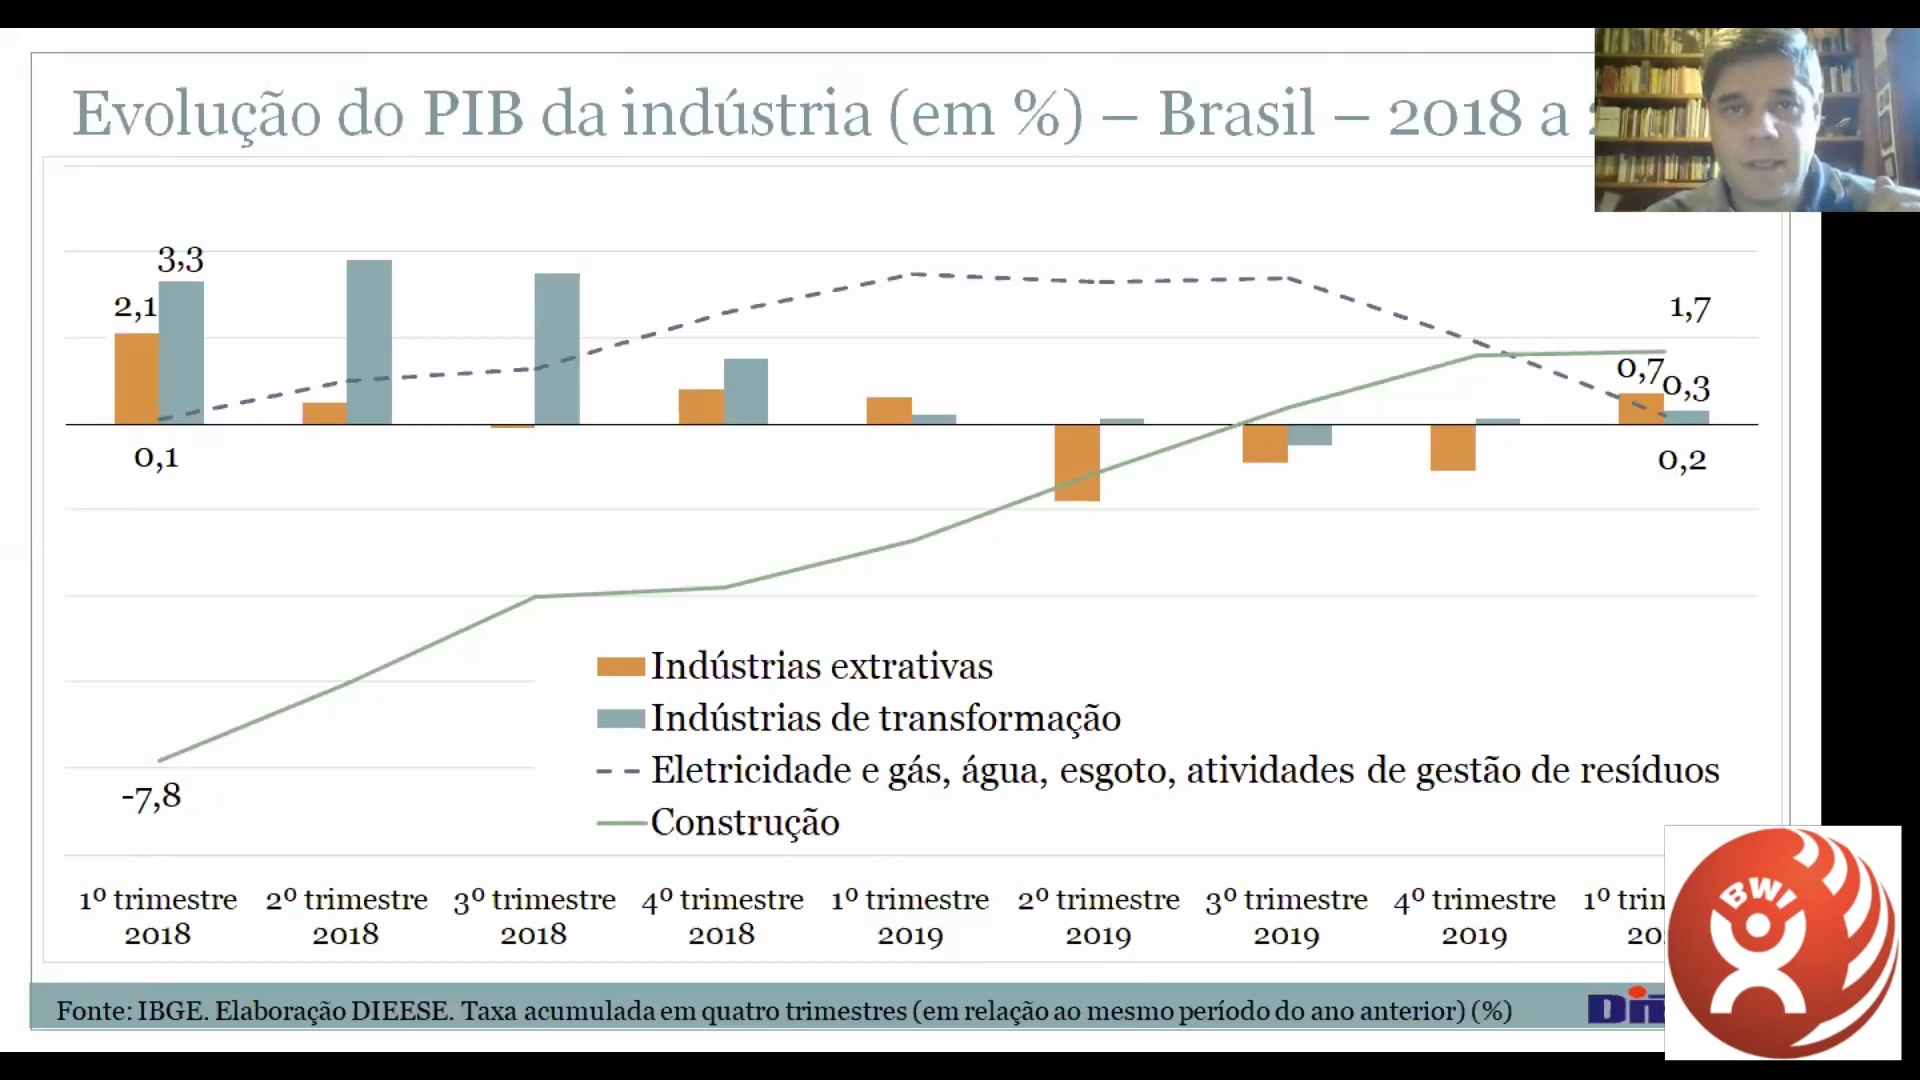 Evolução do PIB da indústria (em %) – Brasil – 2018 a
3,3
2,1
0,1
-7,8
1,7
0,7
0,3
0,2
Indústrias extrativas
Indústrias de transformação
Eletricidade e gás, água, esgoto, atividades de gestão de resíduos
Construção
1º trimestre 2º trimestre 3º trimestre 4º trimestre 1º trimestre 2º trimestre 3º trimestre 4º trimestre 1º
2018 2018 2018 2018 2019 2019 2019 2019
Fonte: IBGE. Elaboração DIEESE. Taxa acumulada em quatro trimestres (em relação ao mesmo período do ano anterior) (%)
BWI